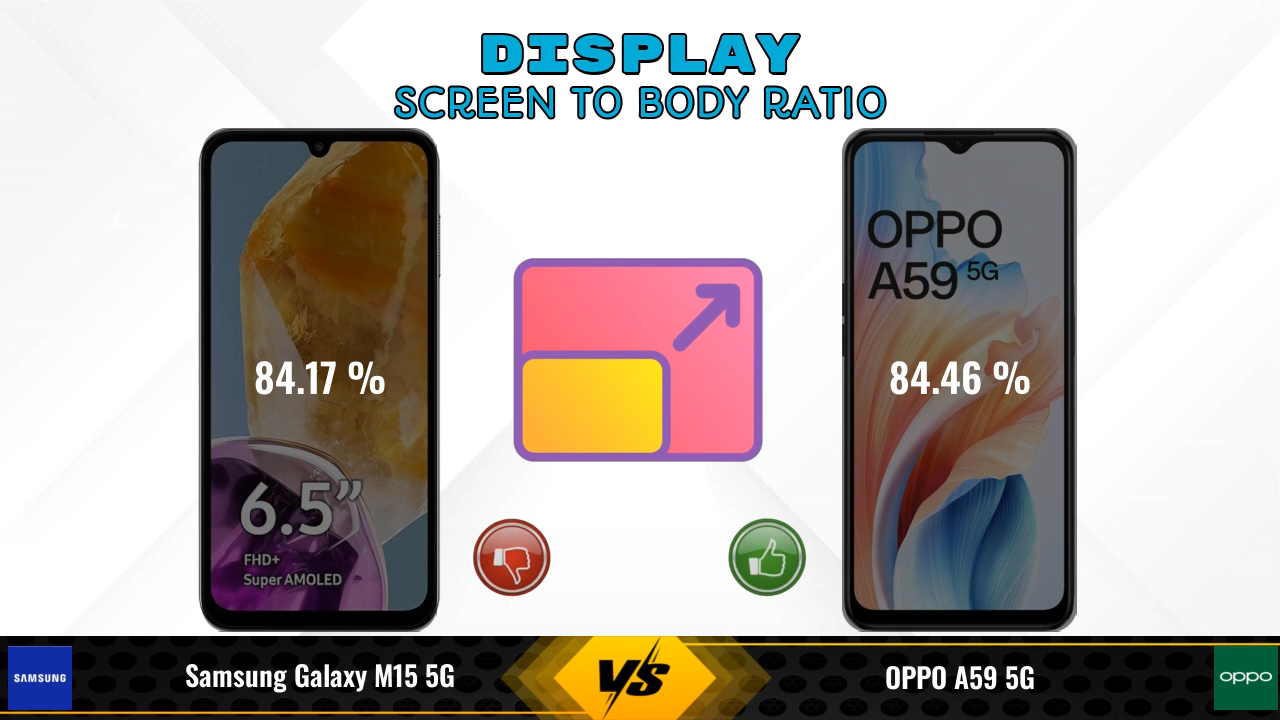 DISPLAY
SCREEN TO BODY RATIO
84.17 %
6.5”
FHD+
Super AMOLED
OPPO
A59 5G
84.46 %
SAMSUNG
Samsung Galaxy M15 5G
VS
OPPO A59 5G
oppo